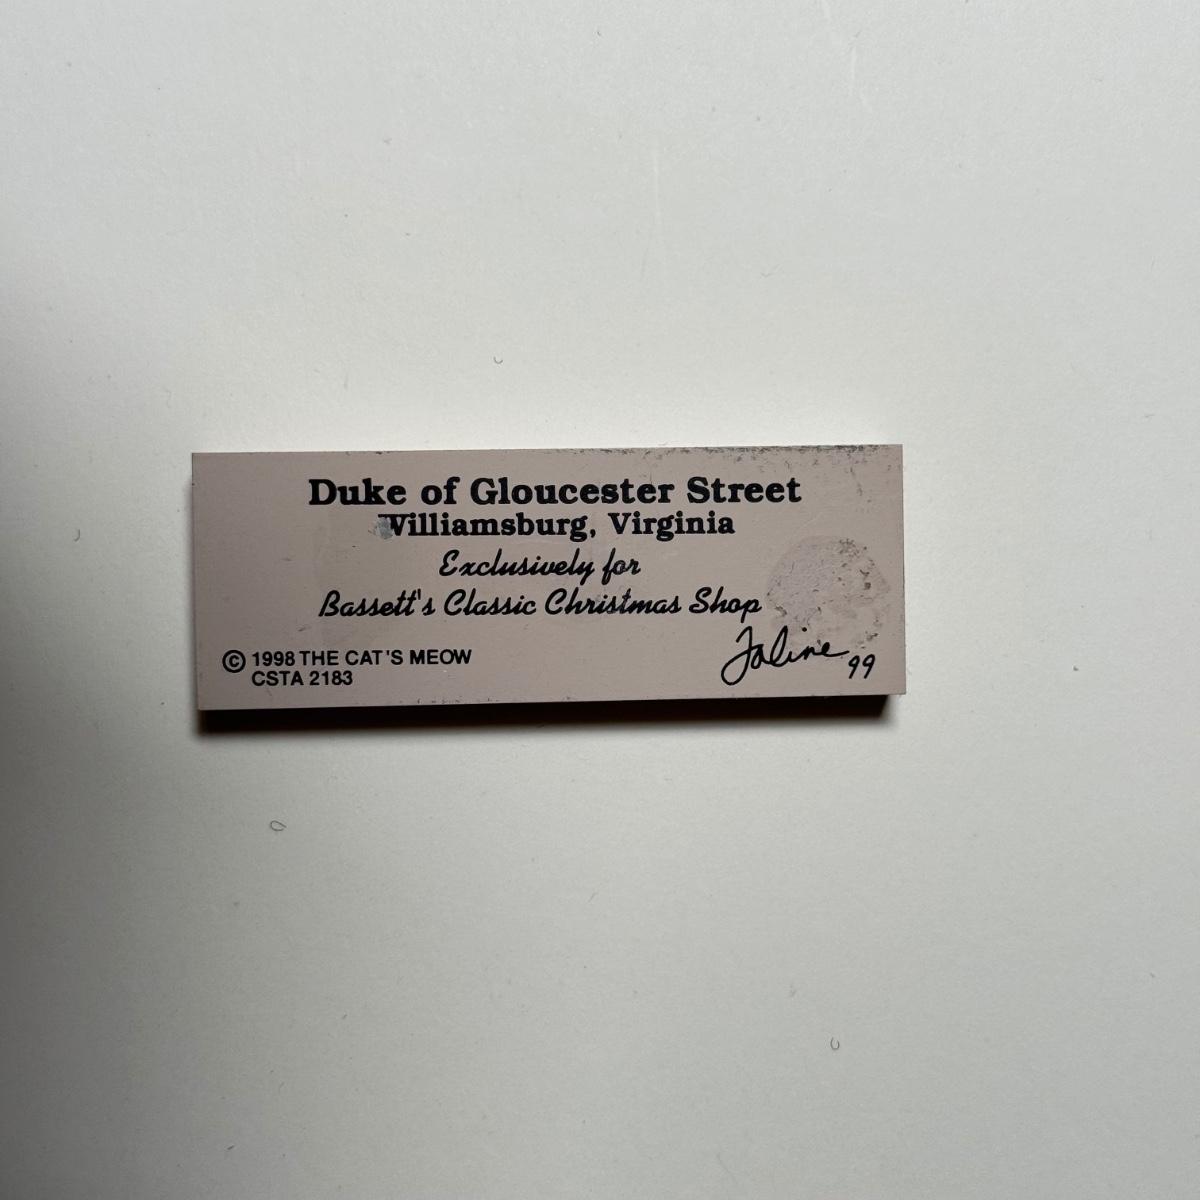 Duke of Gloucester Street
Williamsburg, Virginia
Exclusively for
Bassett's Classic Christmas Shop
© 1998 THE CAT'S MEOW
CSTA 2183
Faline 99